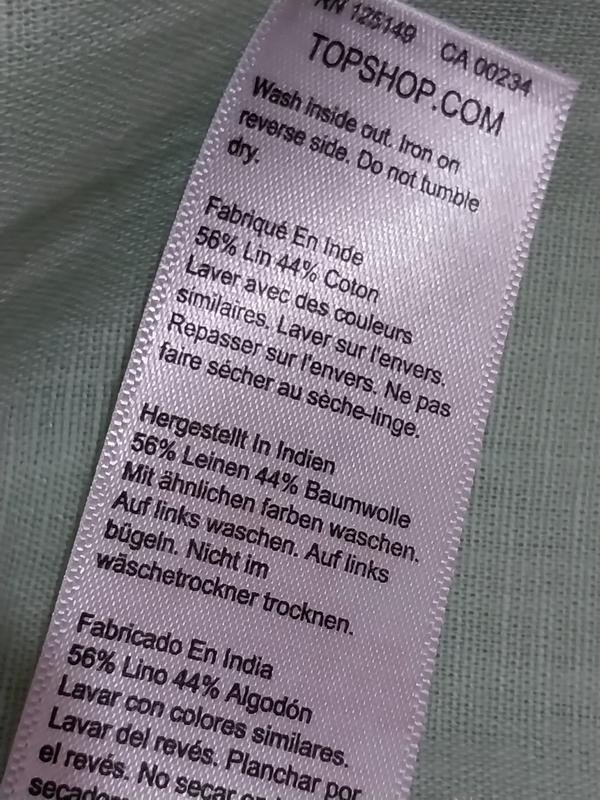 RN 125149 CA 00234
TOPSHOP.COM
Wash inside out. Iron on
reverse side. Do not tumble
dry.
Fabriqué En Inde
56% Lin 44% Coton
Laver avec des couleurs
similaires. Laver sur l'envers.
Repasser sur l'envers. Ne pas
faire sécher au sèche-linge.
Hergestellt In Indien
56% Leinen 44% Baumwolle
Mit ähnlichen farben waschen.
Auf links waschen. Auf links
bügeln. Nicht im
wäschetrockner trocknen.
Fabricado En India
56% Lino 44% Algodón
Lavar con colores similares.
Lavar del revés. Planchar por
el revés. No secar